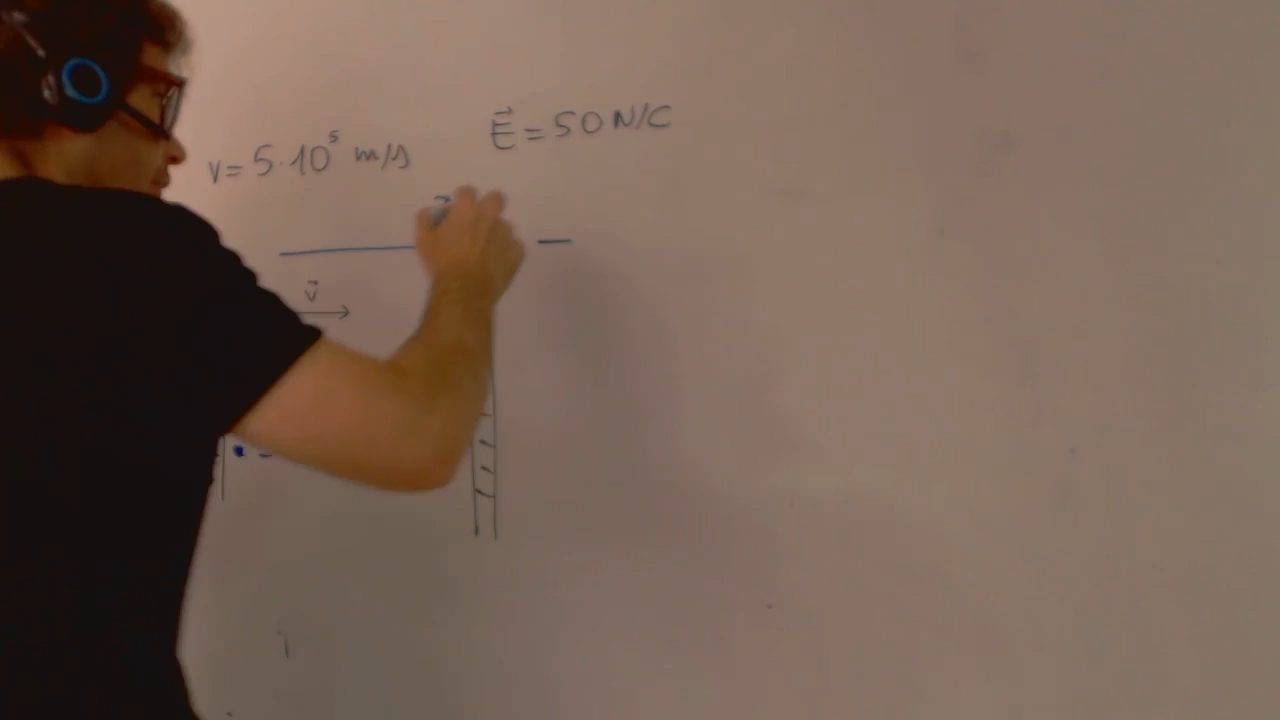 v = 5·10⁵ m/s
E⃗ = 50 N/C
v⃗